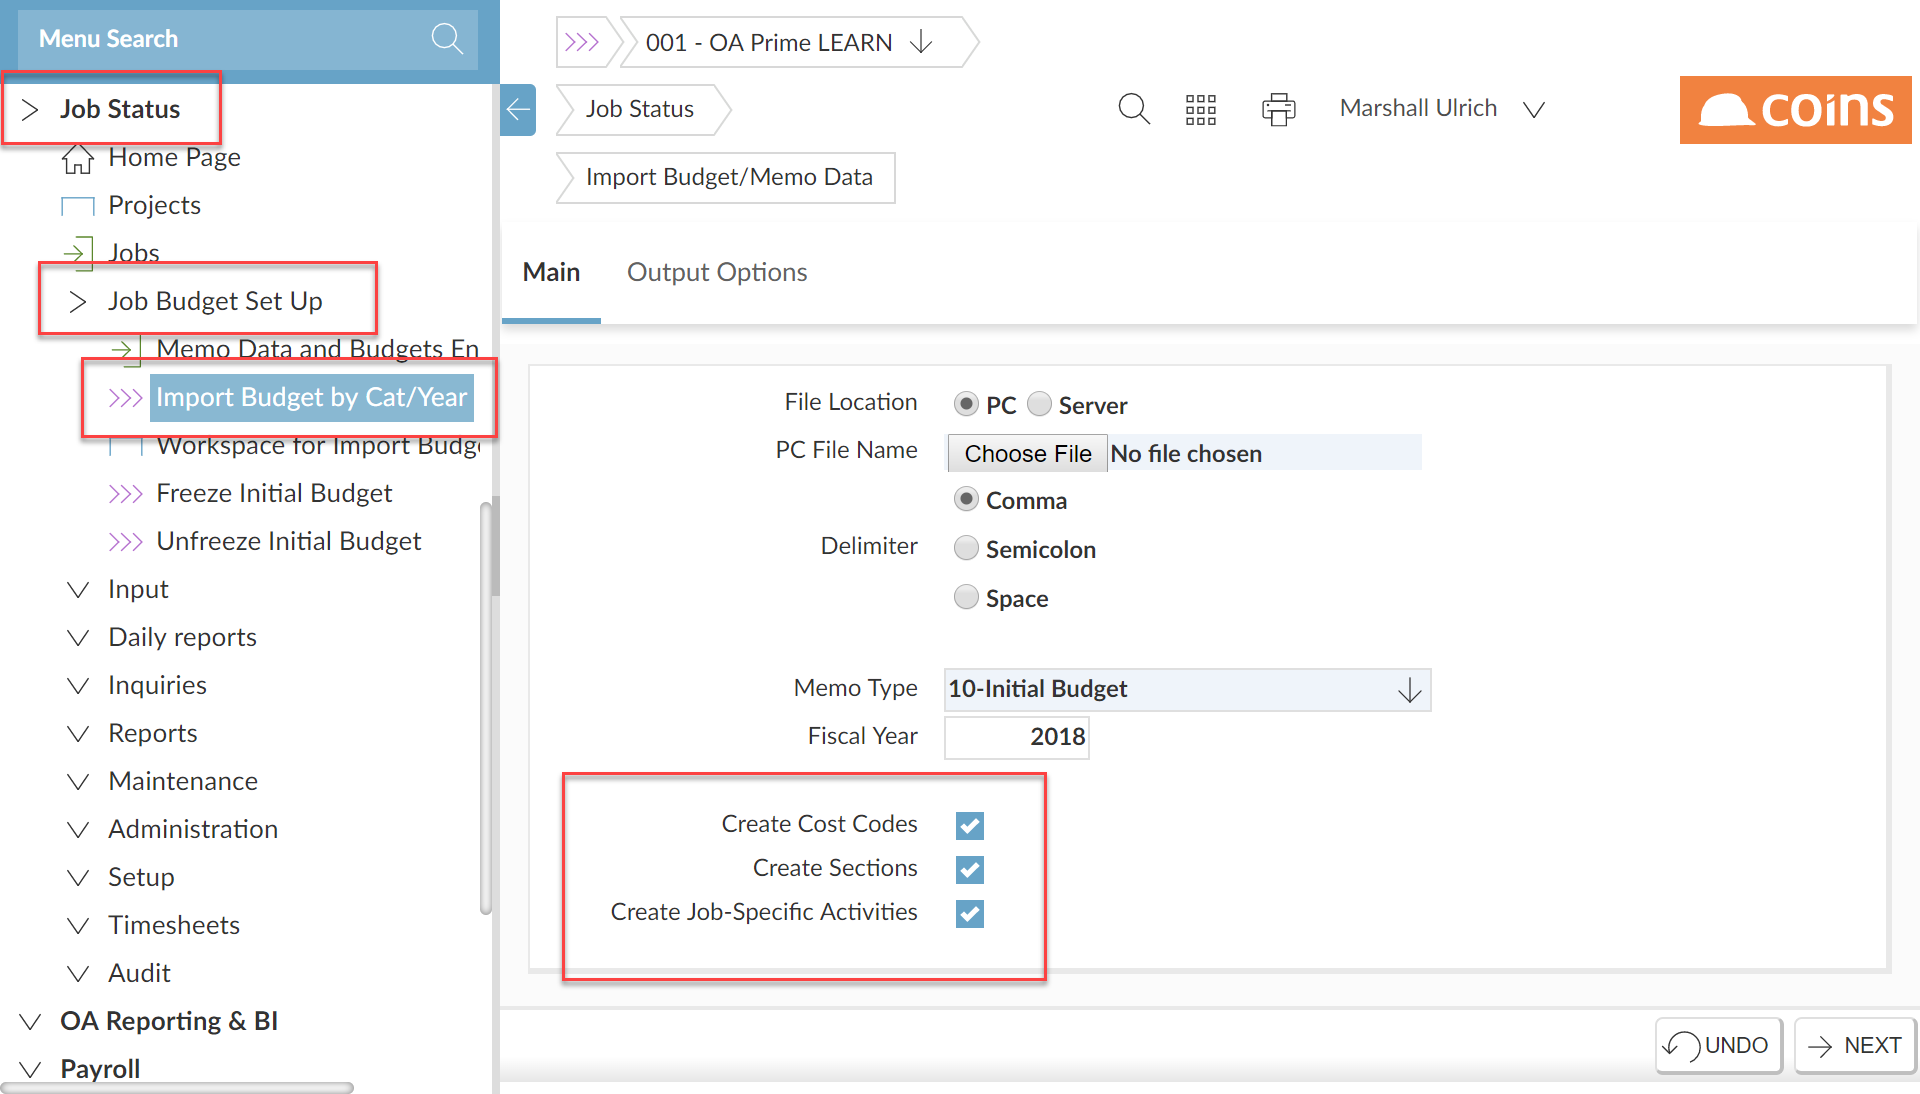 Menu Search
Job Status
Home Page
Projects
Jobs
Job Budget Set Up
Memo Data and Budgets En
Import Budget by Cat/Year
Workspace for Import Budge
Freeze Initial Budget
Unfreeze Initial Budget
Input
Daily reports
Inquiries
Reports
Maintenance
Administration
Setup
Timesheets
Audit
OA Reporting & BI
Payroll
001 - OA Prime LEARN
Job Status
Import Budget/Memo Data
Marshall Ulrich
coins
Main Output Options
File Location PC Server
PC File Name Choose File No file chosen
Comma
Delimiter Semicolon
Space
Memo Type 10-Initial Budget
Fiscal Year 2018
Create Cost Codes
Create Sections
Create Job-Specific Activities
UNDO NEXT